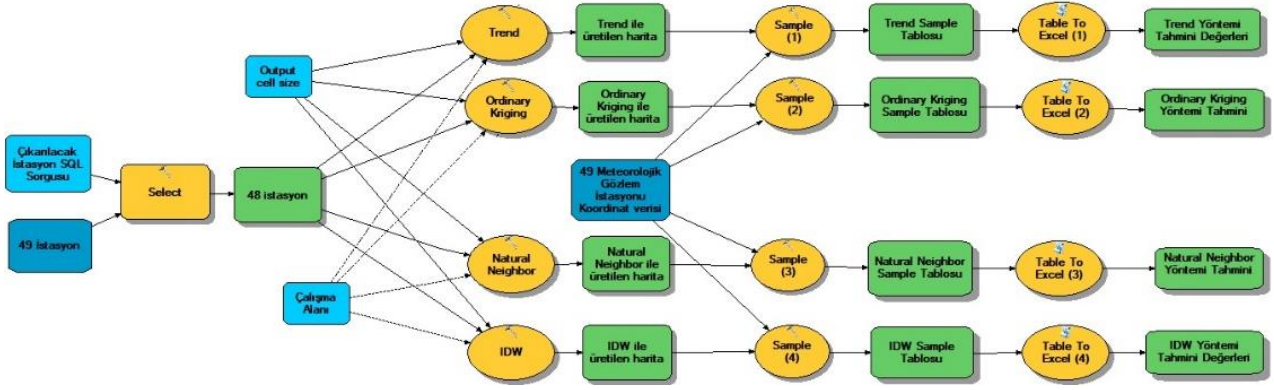 Trend
Trend ile
üretilen harita
Sample
(1)
Trend Sample
Tablosu
Table To
Excel (1)
Trend Yöntemi
Tahmini Değerleri
Output
cell size
Ordinary
Kriging
Ordinary
Kriging ile
üretilen harita
Sample
(2)
Ordinary Kriging
Sample Tablosu
Table To
Excel (2)
Ordinary Kriging
Yöntemi Tahmini
Çıkarılacak
İstasyon SQL
Sorgusu
Select
48 istasyon
49 Meteorolojik
Gözlem
İstasyonu
Koordinat verisi
49 İstasyon
Natural
Neighbor
Natural
Neighbor ile
üretilen harita
Sample
(3)
Natural Neighbor
Sample Tablosu
Table To
Excel (3)
Natural Neighbor
Yöntemi Tahmini
Çalışma
Alanı
IDW
IDW ile
üretilen harita
Sample
(4)
IDW Sample
Tablosu
Table To
Excel (4)
IDW Yöntemi
Tahmini Değerleri